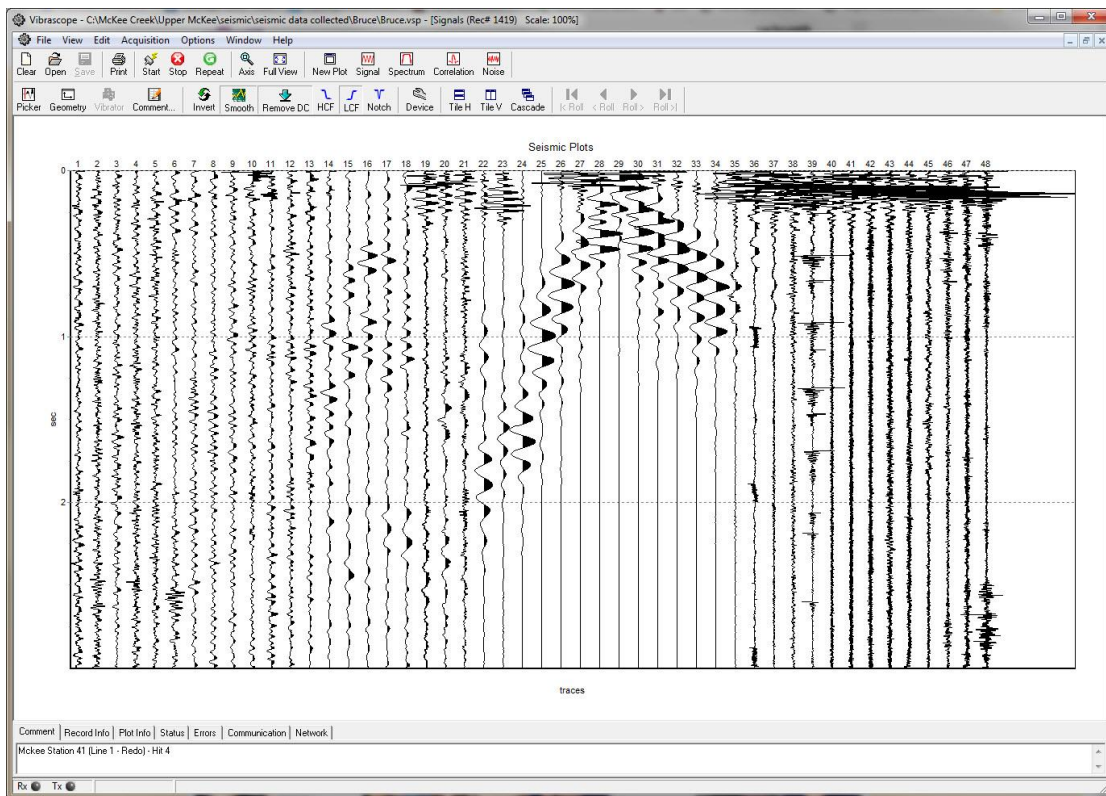 Vibrascope - C:\McKee Creek\Upper McKee\seismic\seismic data collected\Bruce\Bruce.vsp - [Signals (Rec# 1419) Scale: 100%]
File View Edit Acquisition Options Window Help
Clear Open Save Print Start Stop Repeat Axis Full View New Plot Signal Spectrum Correlation Noise
Picker Geometry Vibrator Comment... Invert Smooth Remove DC HCF LCF Notch Device Tile H Tile V Cascade |< Roll < Roll Roll > Roll >|
Seismic Plots
1 2 3 4 5 6 7 8 9 10 11 12 13 14 15 16 17 18 19 20 21 22 23 24 25 26 27 28 29 30 31 32 33 34 35 36 37 38 39 40 41 42 43 44 45 46 47 48
0
1
sec
2
traces
Comment Record Info Plot Info Status Errors Communication Network
Mckee Station 41 (Line 1 - Redo) - Hit 4
Rx Tx